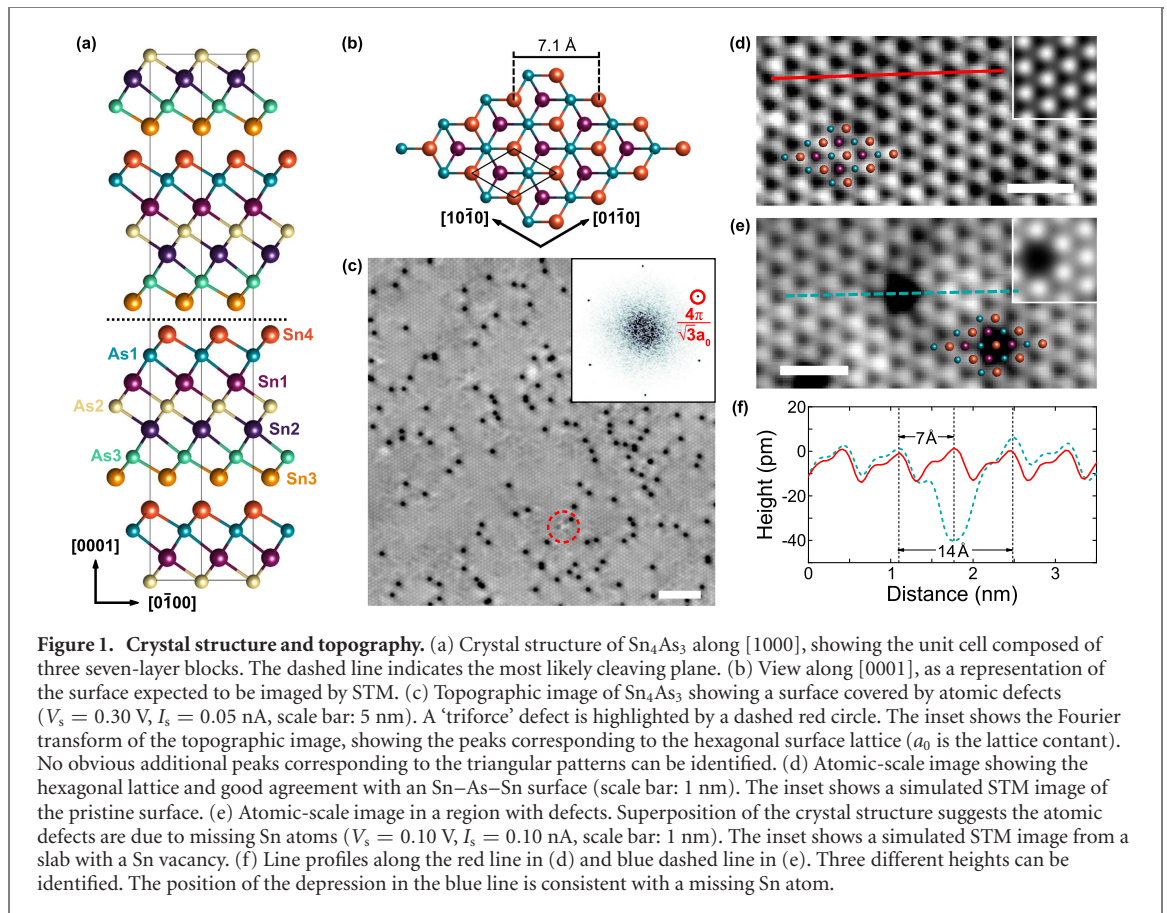 (a)
Sn4
As1
Sn1
As2
Sn2
As3
Sn3
[0001]
[01̄00]
(b)
7.1 Å
[101̄0]
[011̄0]
(c)
4π
√3a₀
(d)
(e)
(f)
20
0
-20
-40
Height (pm)
7Å
14Å
0
1
2
3
Distance (nm)
Figure 1. Crystal structure and topography. (a) Crystal structure of Sn₄As₃ along [1000], showing the unit cell composed of
three seven-layer blocks. The dashed line indicates the most likely cleaving plane. (b) View along [0001], as a representation of
the surface expected to be imaged by STM. (c) Topographic image of Sn₄As₃ showing a surface covered by atomic defects
(Vₛ = 0.30 V, Iₛ = 0.05 nA, scale bar: 5 nm). A ‘triforce’ defect is highlighted by a dashed red circle. The inset shows the Fourier
transform of the topographic image, showing the peaks corresponding to the hexagonal surface lattice (a₀ is the lattice contant).
No obvious additional peaks corresponding to the triangular patterns can be identified. (d) Atomic-scale image showing the
hexagonal lattice and good agreement with an Sn–As–Sn surface (scale bar: 1 nm). The inset shows a simulated STM image of
the pristine surface. (e) Atomic-scale image in a region with defects. Superposition of the crystal structure suggests the atomic
defects are due to missing Sn atoms (Vₛ = 0.10 V, Iₛ = 0.10 nA, scale bar: 1 nm). The inset shows a simulated STM image from a
slab with a Sn vacancy. (f) Line profiles along the red line in (d) and blue dashed line in (e). Three different heights can be
identified. The position of the depression in the blue line is consistent with a missing Sn atom.